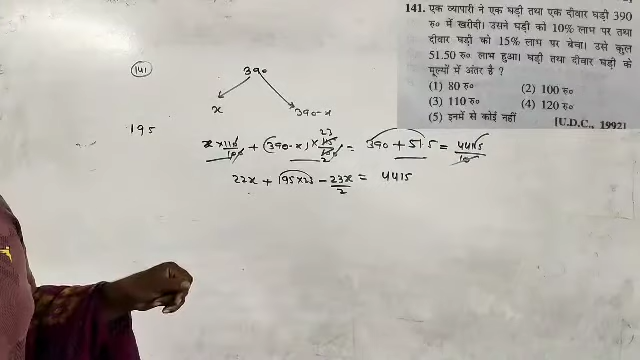 141. एक व्यापारी ने एक घड़ी तथा एक दीवार घड़ी 390
रु० में खरीदी। उसने घड़ी को 10% लाभ पर तथा
दीवार घड़ी को 15% लाभ पर बेचा। उसे कुल
51.50 रु० लाभ हुआ। घड़ी तथा दीवार घड़ी के
मूल्यों में अंतर है ?
(1) 80 रु० (2) 100 रु०
(3) 110 रु० (4) 120 रु०
(5) इनमें से कोई नहीं
[U.D.C., 1992]
141
390
x 390-x
195
x × 110/100 + (390-x) × 23/2 = 390 + 51.5 = 4415/10
22x + 195×23 - 23x/2 = 4415